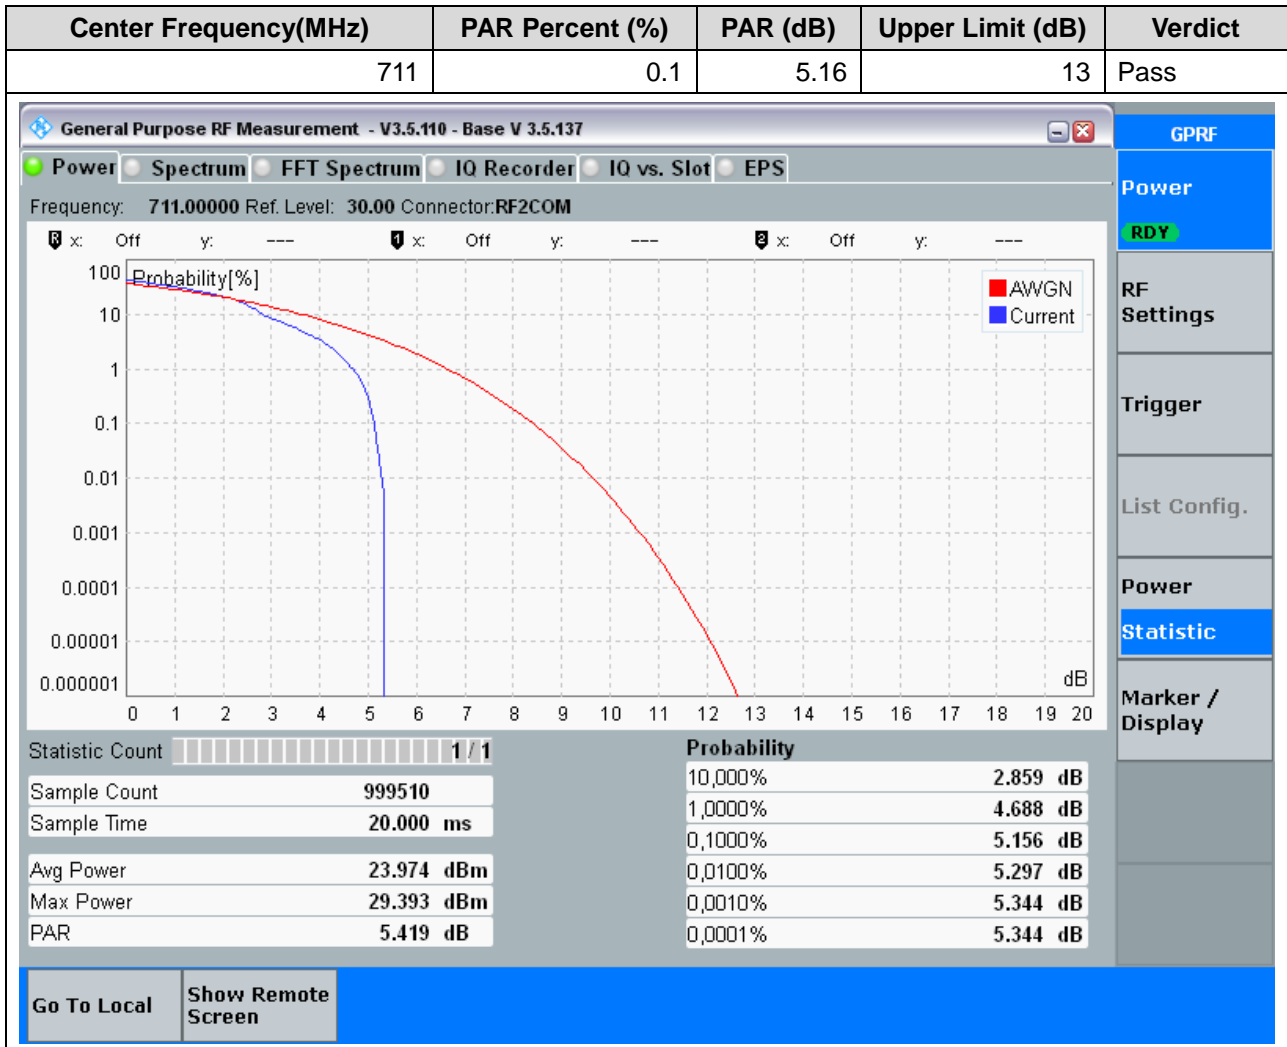 Center Frequency(MHz) PAR Percent (%) PAR (dB) Upper Limit (dB) Verdict
711 0.1 5.16 13 Pass
General Purpose RF Measurement - V3.5.110 - Base V 3.5.137
GPRF
Power Spectrum FFT Spectrum IQ Recorder IQ vs. Slot EPS
Frequency: 711.00000 Ref. Level: 30.00 Connector:RF2COM
R x: Off y: --- 1 x: Off y: --- 2 x: Off y: ---
Probability[%]
100
10
1
0.1
0.01
0.001
0.0001
0.00001
0.000001
AWGN
Current
dB
0 1 2 3 4 5 6 7 8 9 10 11 12 13 14 15 16 17 18 19 20
Statistic Count 1 / 1
Sample Count 999510
Sample Time 20.000 ms
Avg Power 23.974 dBm
Max Power 29.393 dBm
PAR 5.419 dB
Probability
10,000% 2.859 dB
1,0000% 4.688 dB
0,1000% 5.156 dB
0,0100% 5.297 dB
0,0010% 5.344 dB
0,0001% 5.344 dB
Power
RDY
RF
Settings
Trigger
List Config.
Power
Statistic
Marker /
Display
Go To Local
Show Remote
Screen